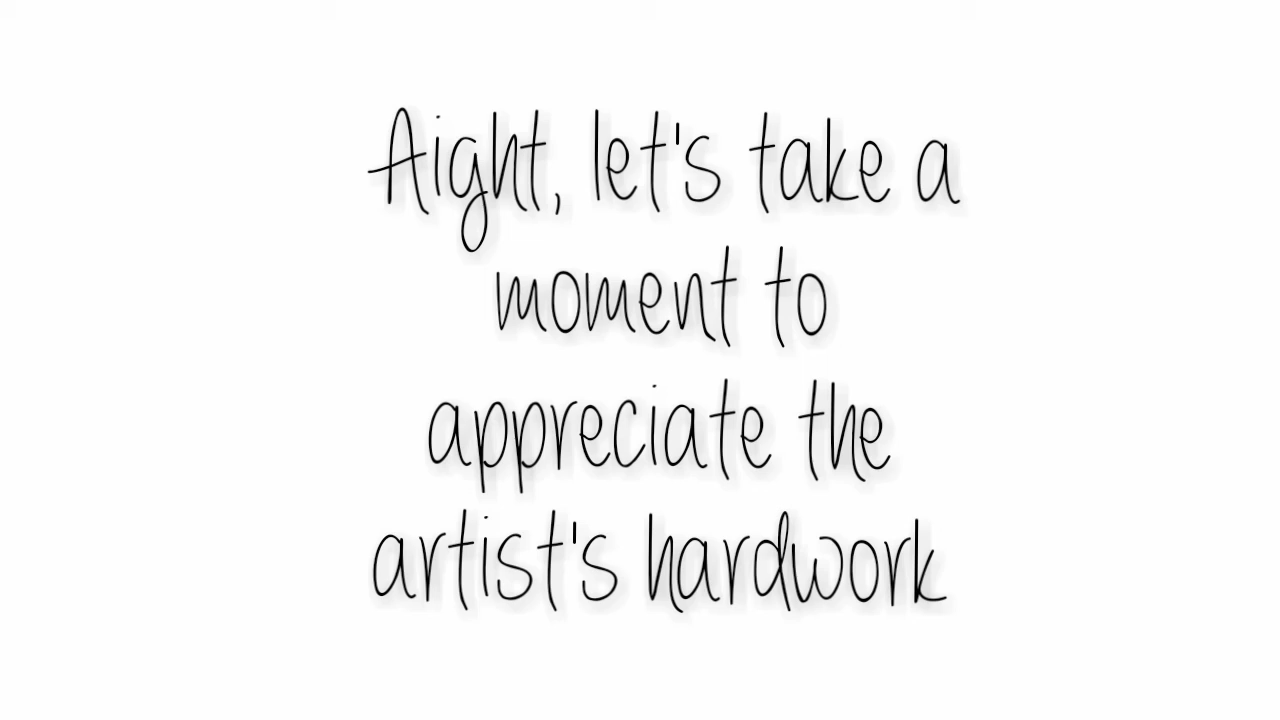 Aight, let's take a
moment to
appreciate the
artist's hardwork